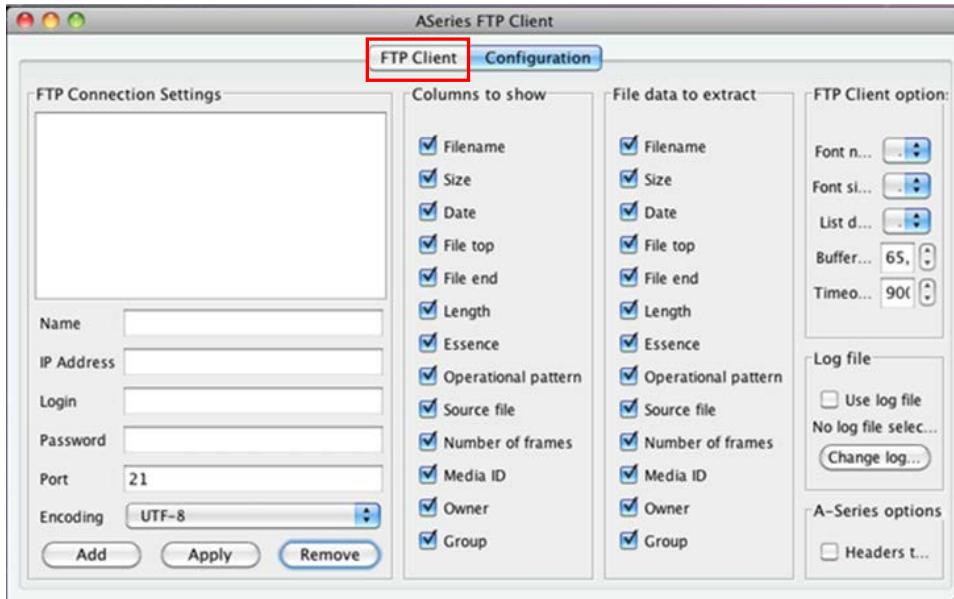 ASeries FTP Client
FTP Client Configuration
FTP Connection Settings
Name
IP Address
Login
Password
Port 21
Encoding UTF-8
Add Apply Remove
Columns to show
Filename
Size
Date
File top
File end
Length
Essence
Operational pattern
Source file
Number of frames
Media ID
Owner
Group
File data to extract
Filename
Size
Date
File top
File end
Length
Essence
Operational pattern
Source file
Number of frames
Media ID
Owner
Group
FTP Client option
Font n... .
Font si... .
List d... .
Buffer... 65,
Timeo... 900
Log file
Use log file
No log file selec...
Change log...
A-Series options
Headers t...